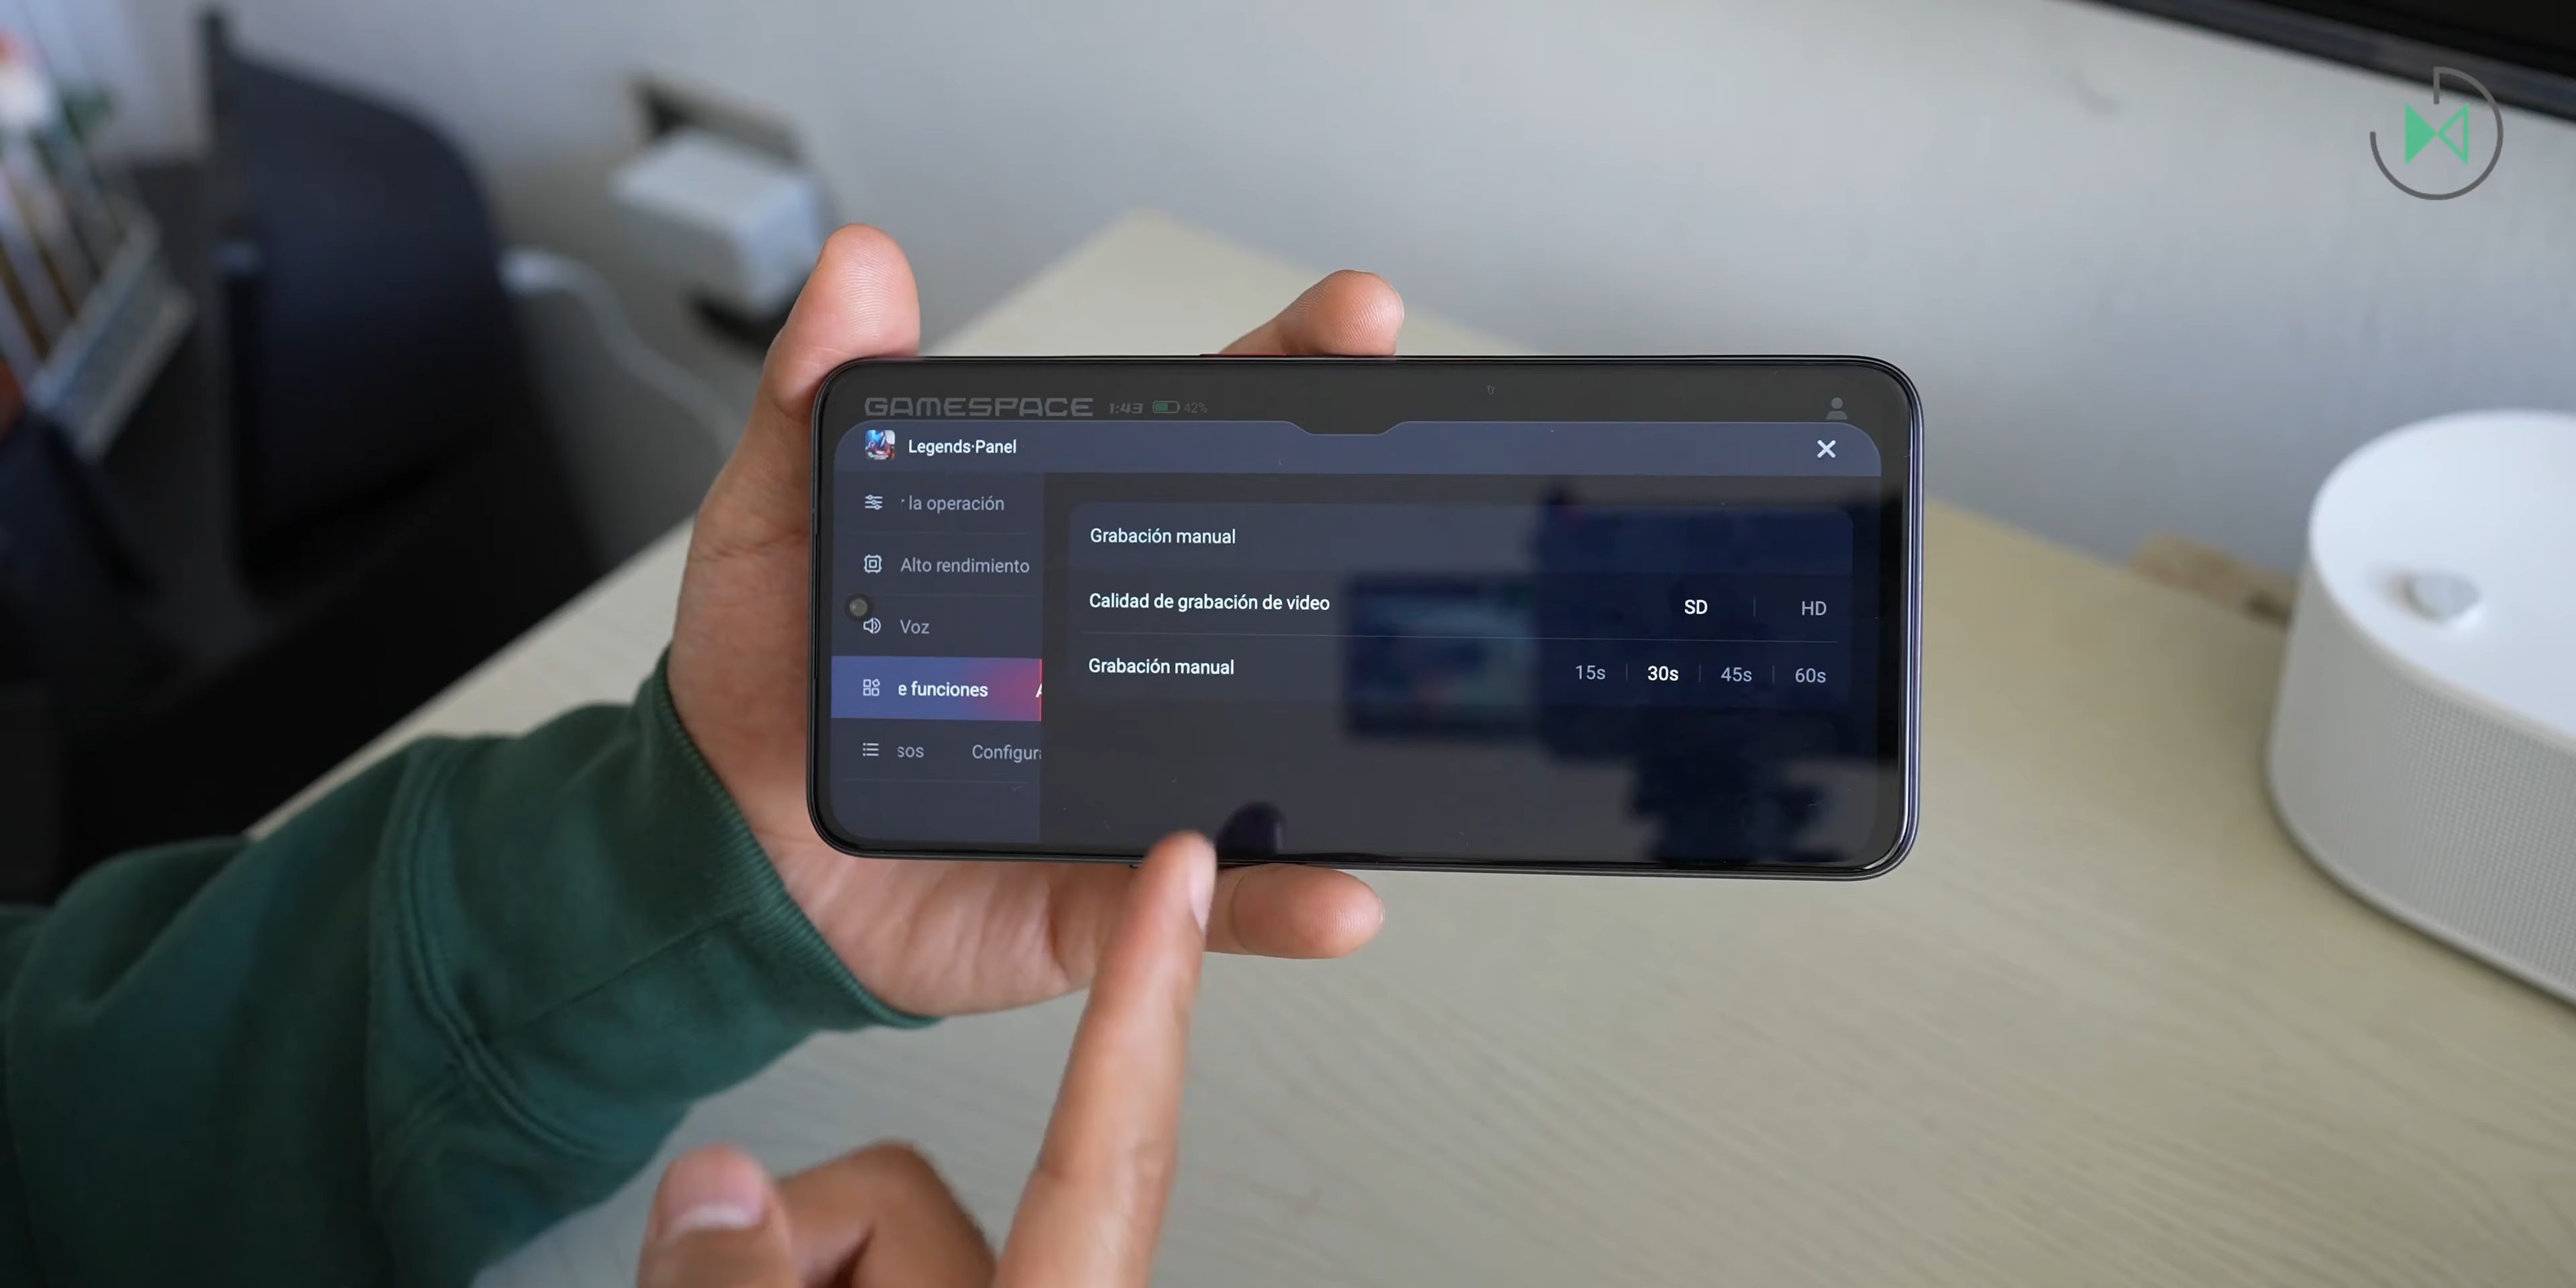 GAMESPACE 1:43 42%
Legends·Panel
la operación
Alto rendimiento
Voz
e funciones
sos Configur
Grabación manual
Calidad de grabación de video SD HD
Grabación manual 15s 30s 45s 60s